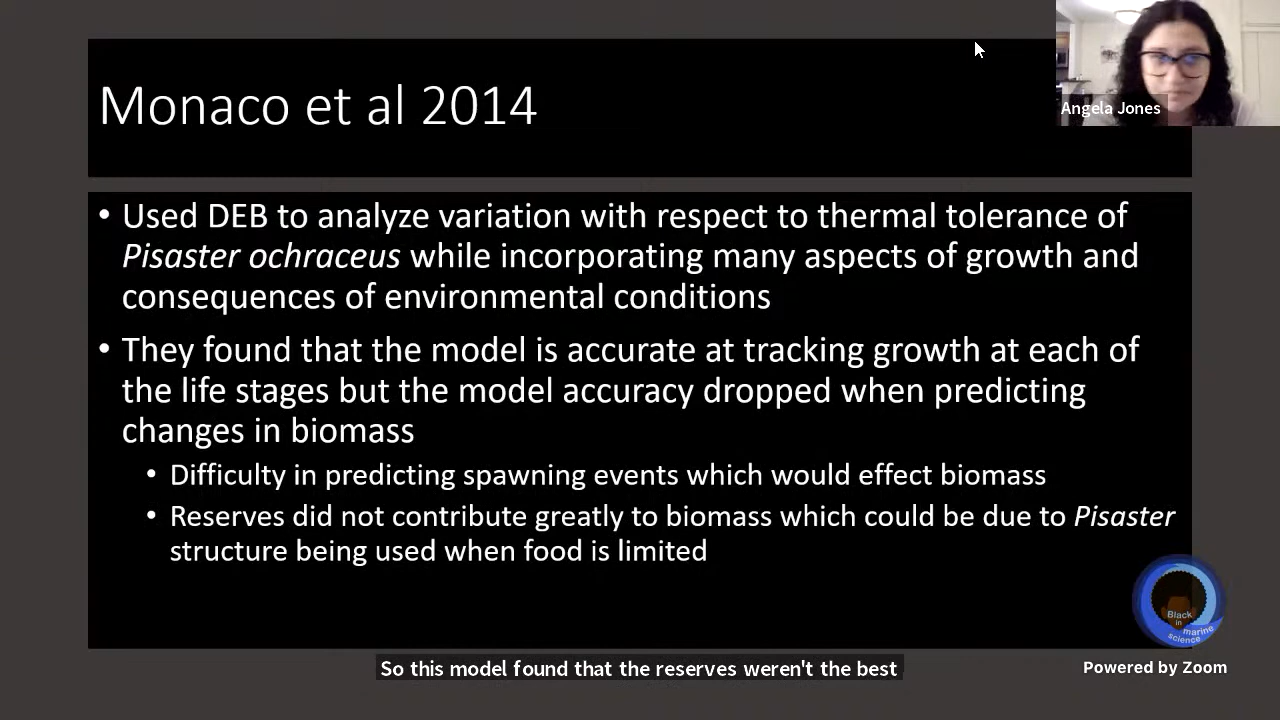 Monaco et al 2014
Angela Jones
• Used DEB to analyze variation with respect to thermal tolerance of
Pisaster ochraceus while incorporating many aspects of growth and
consequences of environmental conditions
• They found that the model is accurate at tracking growth at each of
the life stages but the model accuracy dropped when predicting
changes in biomass
• Difficulty in predicting spawning events which would effect biomass
• Reserves did not contribute greatly to biomass which could be due to Pisaster
structure being used when food is limited
Black
in
marine
science
So this model found that the reserves weren't the best
Powered by Zoom